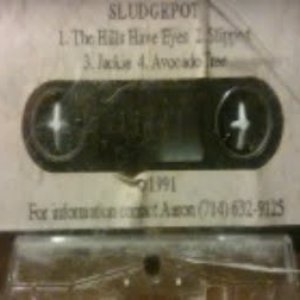 SLUDGEPOT
1. The Hills Have Eyes 2. Slipped
3. Jackie 4. Avocado Tree
1991
For information contact Aaron (714) 632-9125